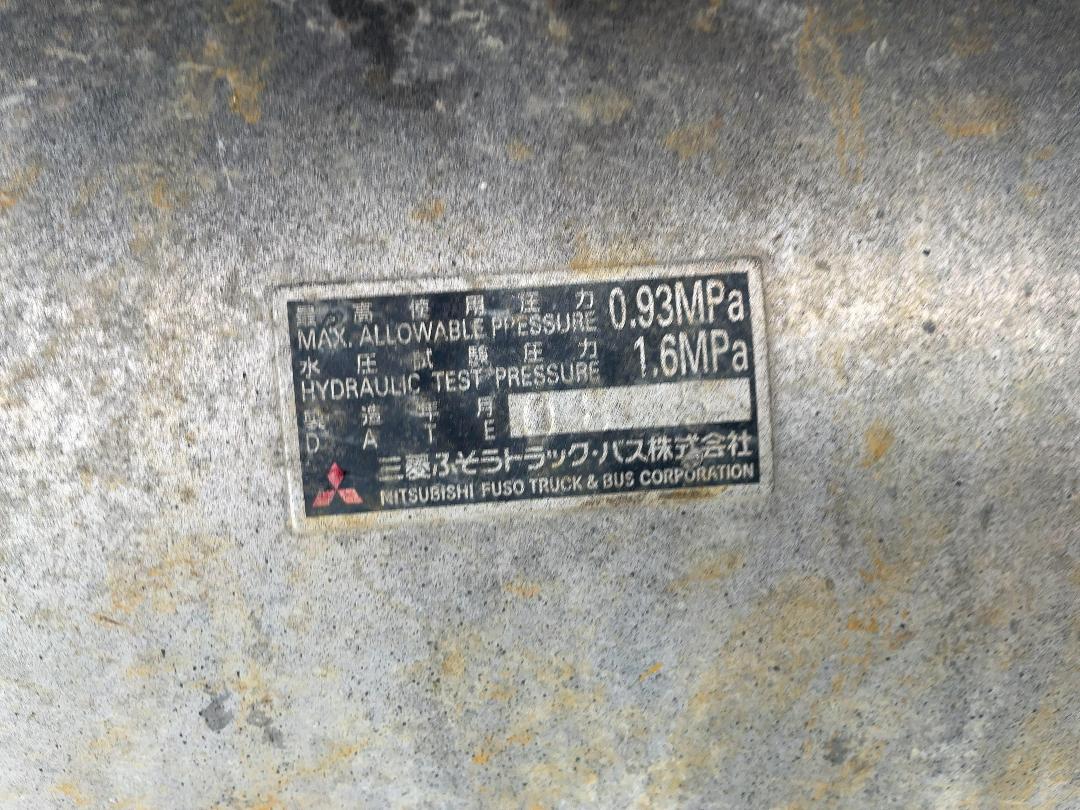 最高使用圧力 0.93MPa
MAX. ALLOWABLE PRESSURE
水圧試験圧力 1.6MPa
HYDRAULIC TEST PRESSURE
製造年月
DATE
三菱ふそうトラック・バス株式会社
MITSUBISHI FUSO TRUCK & BUS CORPORATION